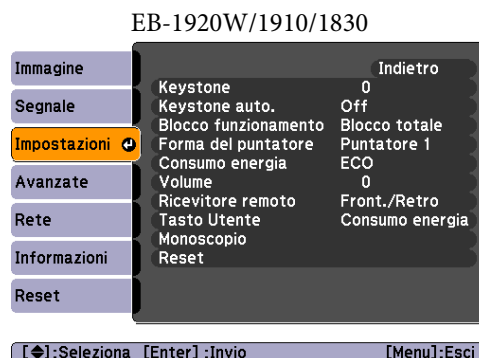 EB-1920W/1910/1830
Immagine
Segnale
Impostazioni
Avanzate
Rete
Informazioni
Reset
Indietro
Keystone 0
Keystone auto. Off
Blocco funzionamento Blocco totale
Forma del puntatore Puntatore 1
Consumo energia ECO
Volume 0
Ricevitore remoto Front./Retro
Tasto Utente Consumo energia
Monoscopio
Reset
[◆]:Seleziona [Enter] :Invio [Menu]:Esci